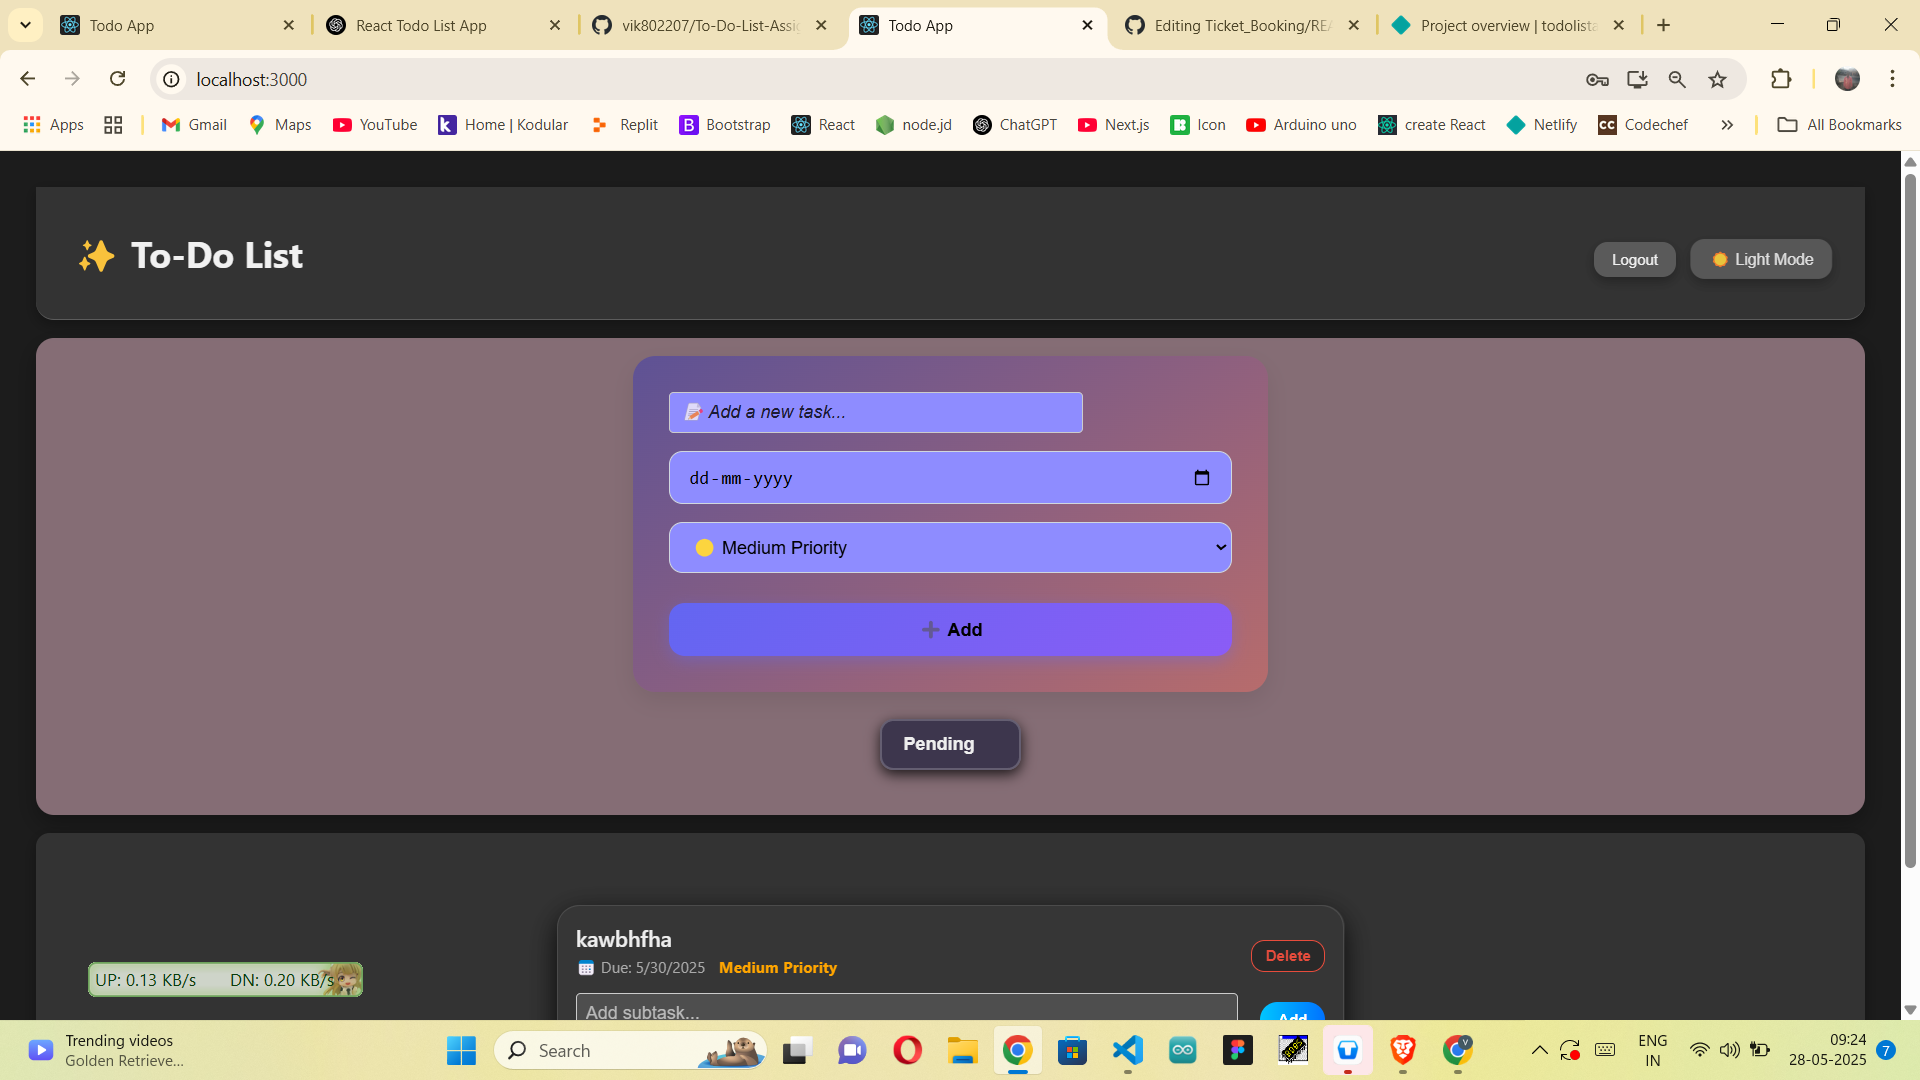 Todo App
React Todo List App
vik802207/To-Do-List-Assig
Todo App
Editing Ticket_Booking/REA
Project overview | todolista
localhost:3000
Apps
Gmail
Maps
YouTube
Home | Kodular
Replit
Bootstrap
React
node.jd
ChatGPT
Next.js
Icon
Arduino uno
create React
Netlify
Codechef
All Bookmarks
✨ To-Do List
Logout
Light Mode
📝 Add a new task...
dd-mm-yyyy
Medium Priority
➕ Add
Pending
kawbhfha
Due: 5/30/2025 Medium Priority
Delete
Add subtask...
Add
UP: 0.13 KB/s DN: 0.20 KB/s
Trending videos
Golden Retrieve...
Search
ENG
IN
09:24
28-05-2025
7